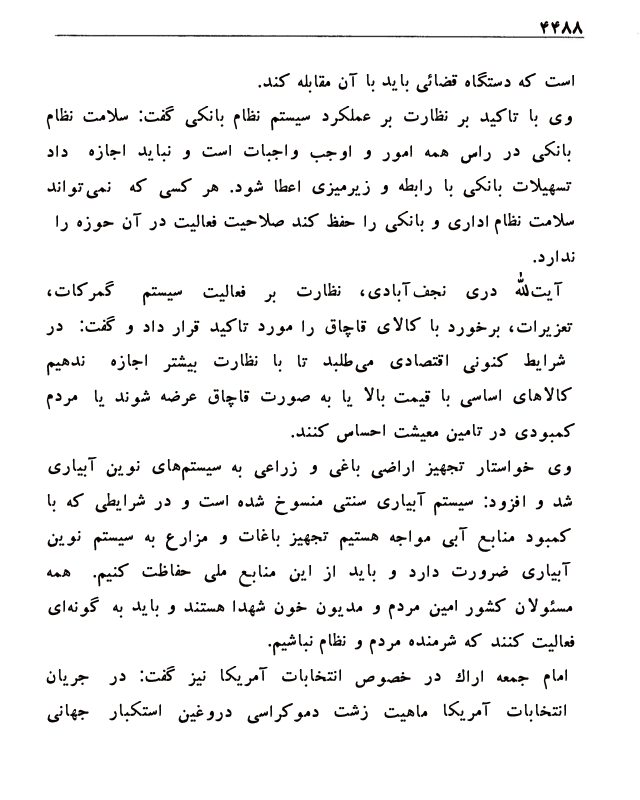 ۴۴۸۸
است که دستگاه قضائی باید با آن مقابله کند.
وی با تاکید بر نظارت بر عملکرد سیستم نظام بانکی گفت: سلامت نظام
بانکی در راس همه امور و اوجب واجبات است و نباید اجازه داد
تسهیلات بانکی با رابطه و زیرمیزی اعطا شود. هر کسی که نمی‌تواند
سلامت نظام اداری و بانکی را حفظ کند صلاحیت فعالیت در آن حوزه را
ندارد.
آیت‌الله دری نجف‌آبادی، نظارت بر فعالیت سیستم گمرکات،
تعزیرات، برخورد با کالای قاچاق را مورد تاکید قرار داد و گفت: در
شرایط کنونی اقتصادی می‌طلبد تا با نظارت بیشتر اجازه ندهیم
کالاهای اساسی با قیمت بالا یا به صورت قاچاق عرضه شوند یا مردم
کمبودی در تامین معیشت احساس کنند.
وی خواستار تجهیز اراضی باغی و زراعی به سیستم‌های نوین آبیاری
شد و افزود: سیستم آبیاری سنتی منسوخ شده است و در شرایطی که با
کمبود منابع آبی مواجه هستیم تجهیز باغات و مزارع به سیستم نوین
آبیاری ضرورت دارد و باید از این منابع ملی حفاظت کنیم. همه
مسئولان کشور امین مردم و مدیون خون شهدا هستند و باید به گونه‌ای
فعالیت کنند که شرمنده مردم و نظام نباشیم.
امام جمعه اراك در خصوص انتخابات آمریکا نیز گفت: در جریان
انتخابات آمریکا ماهیت زشت دموکراسی دروغین استکبار جهانی